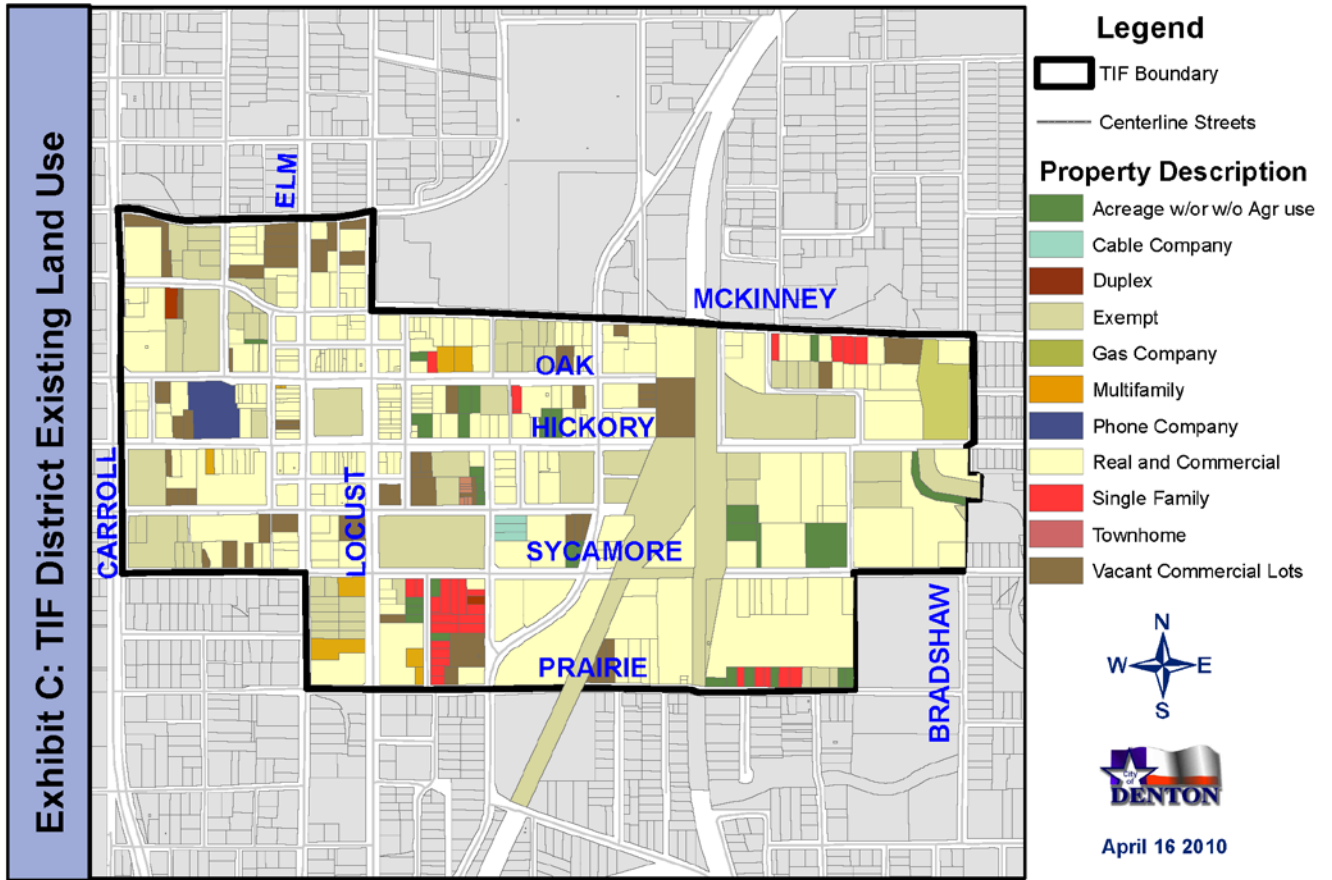 Exhibit C: TIF District Existing Land Use
ELM
MCKINNEY
OAK
HICKORY
CARROLL
LOCUST
SYCAMORE
PRAIRIE
BRADSHAW
Legend
TIF Boundary
Centerline Streets
Property Description
Acreage w/or w/o Agr use
Cable Company
Duplex
Exempt
Gas Company
Multifamily
Phone Company
Real and Commercial
Single Family
Townhome
Vacant Commercial Lots
N
W E
S
City
of
DENTON
April 16 2010